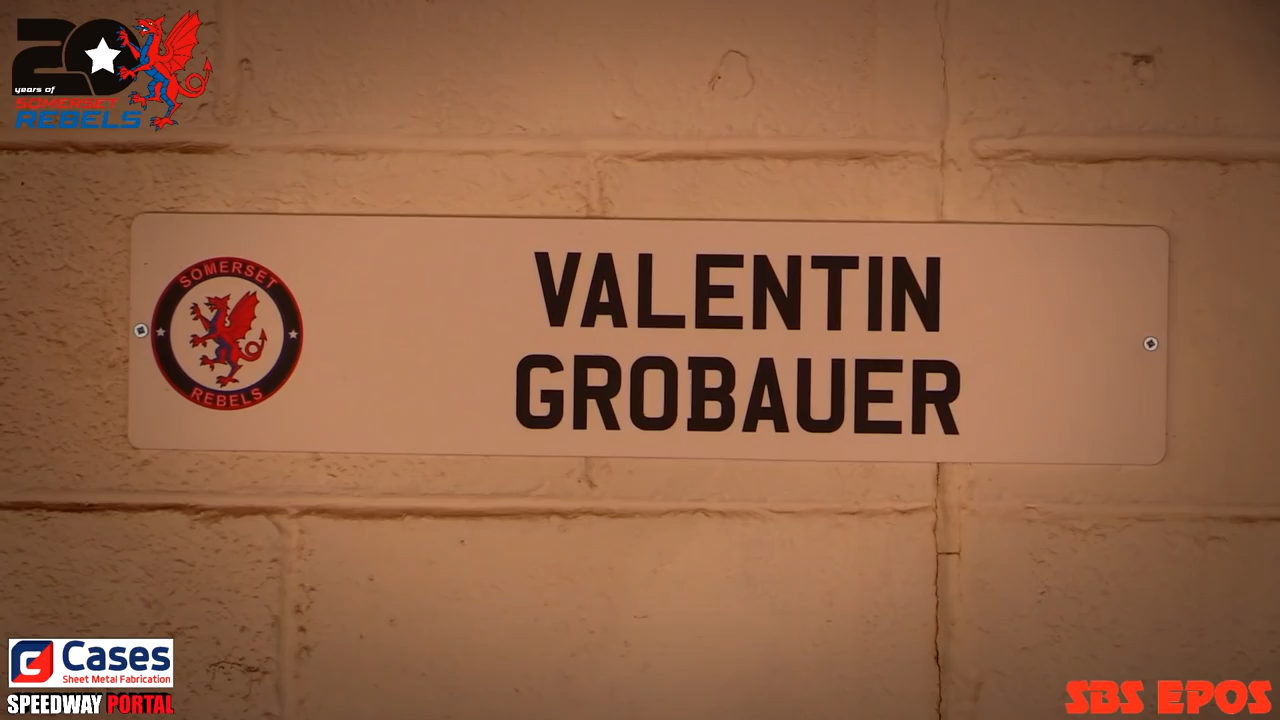 20
years of
SOMERSET
REBELS
SOMERSET
REBELS
VALENTIN
GROBAUER
Cases
Sheet Metal Fabrication
SPEEDWAY PORTAL
SBS EPOS